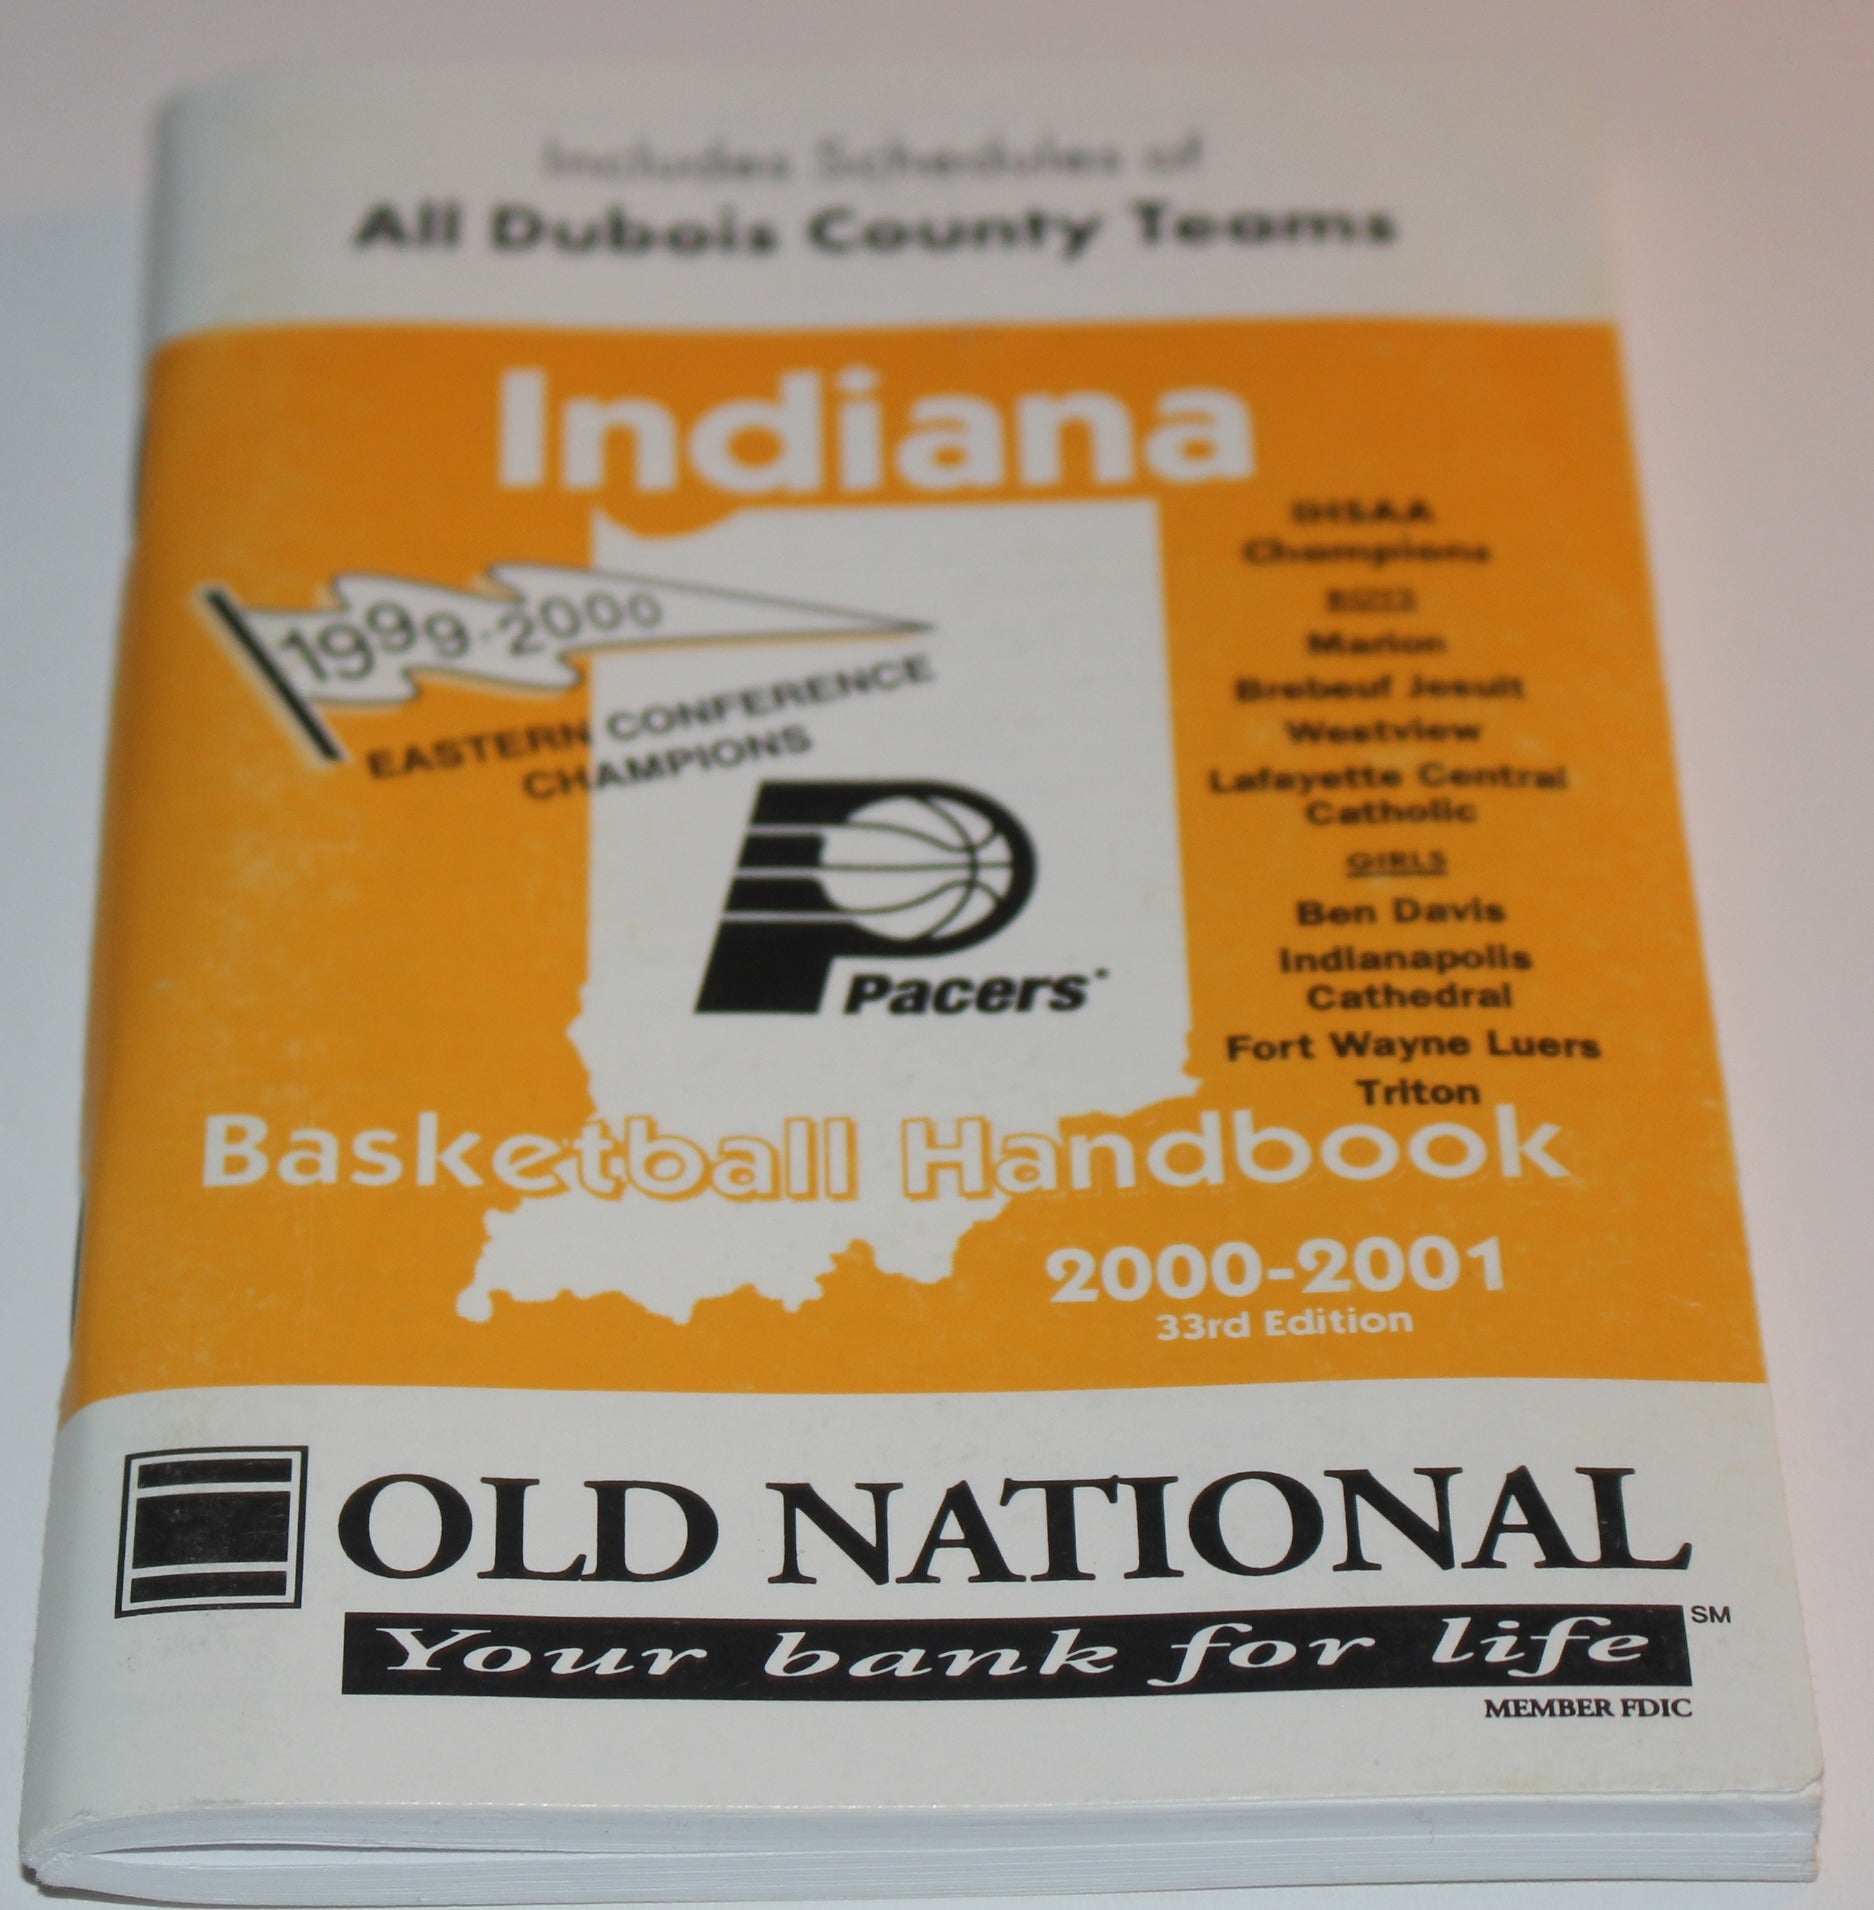 Includes Schedules of
All Dubois County Teams
Indiana
1999-2000
EASTERN CONFERENCE
CHAMPIONS
Pacers
IHSAA
Champions
BOYS
Marion
Brebeuf Jesuit
Westview
Lafayette Central
Catholic
GIRLS
Ben Davis
Indianapolis
Cathedral
Fort Wayne Luers
Triton
Basketball Handbook
2000-2001
33rd Edition
OLD NATIONAL
Your bank for life SM
MEMBER FDIC